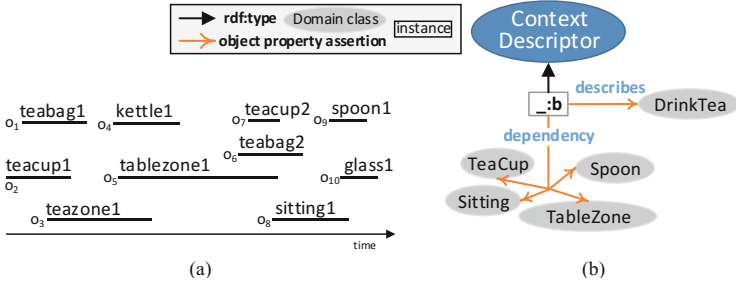 rdf:type Domain class instance
object property assertion
Context
Descriptor
_:b
describes
DrinkTea
dependency
TeaCup
Spoon
Sitting
TableZone
o1 teabag1
o4 kettle1
o7 teacup2
o9 spoon1
o6 teabag2
o2 teacup1
o5 tablezone1
o10 glass1
o3 teazone1
o8 sitting1
time
(a)
(b)